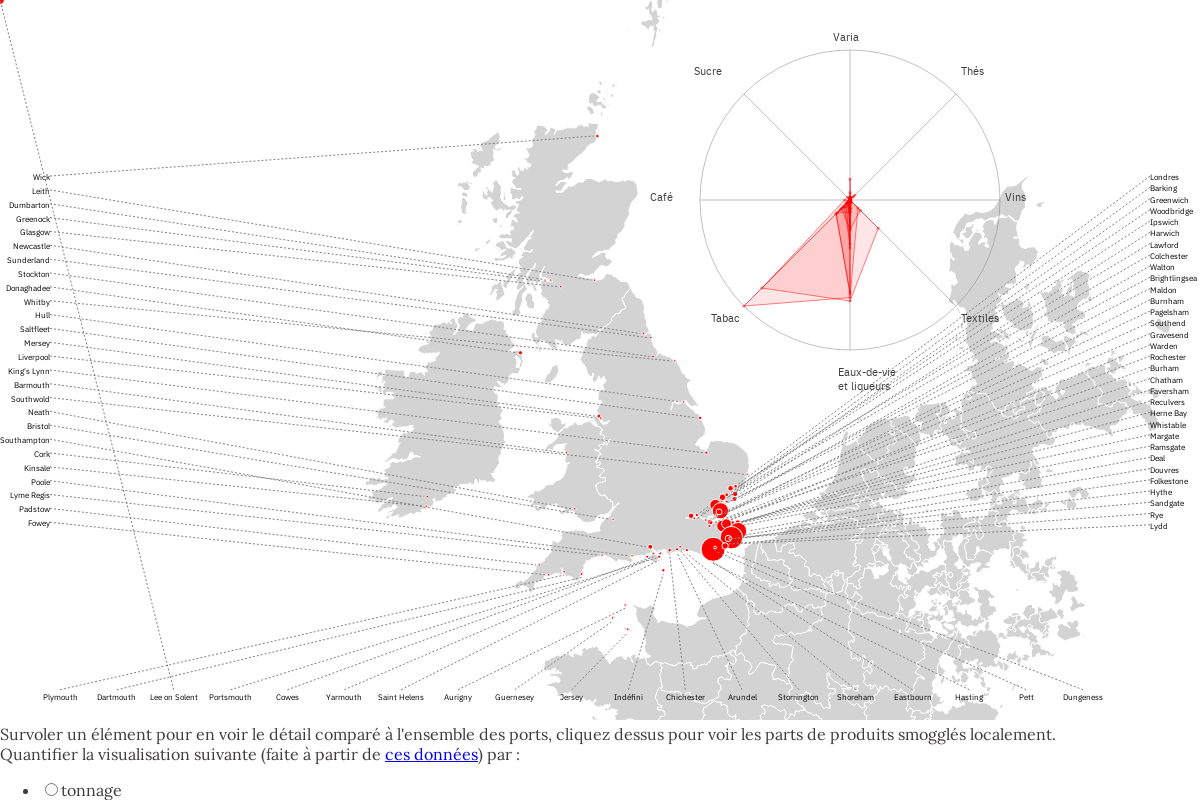 Varia
Sucre
Thés
Café
Vins
Tabac
Textiles
Eaux-de-vie
et liqueurs
Wick
Leith
Dumbarton
Greenock
Glasgow
Newcastle
Sunderland
Stockton
Donaghadee
Whitby
Hull
Saltfleet
Mersey
Liverpool
King's Lynn
Barmouth
Southwold
Neath
Bristol
Southampton
Cork
Kinsale
Poole
Lyme Regis
Padstow
Fowey
Londres
Barking
Greenwich
Woodbridge
Ipswich
Harwich
Lawford
Colchester
Walton
Brightlingsea
Maldon
Burnham
Pagelsham
Southend
Gravesend
Warden
Rochester
Burham
Chatham
Faversham
Reculvers
Herne Bay
Whistable
Margate
Ramsgate
Deal
Douvres
Folkestone
Hythe
Sandgate
Rye
Lydd
Plymouth Dartmouth Lee on Solent Portsmouth Cowes Yarmouth Saint Helens Aurigny Guernesey Jersey Indéfini Chichester Arundel Storrington Shoreham Eastbourn Hasting Pett Dungeness
Survoler un élément pour en voir le détail comparé à l'ensemble des ports, cliquez dessus pour voir les parts de produits smogglés localement.
Quantifier la visualisation suivante (faite à partir de ces données) par :
tonnage